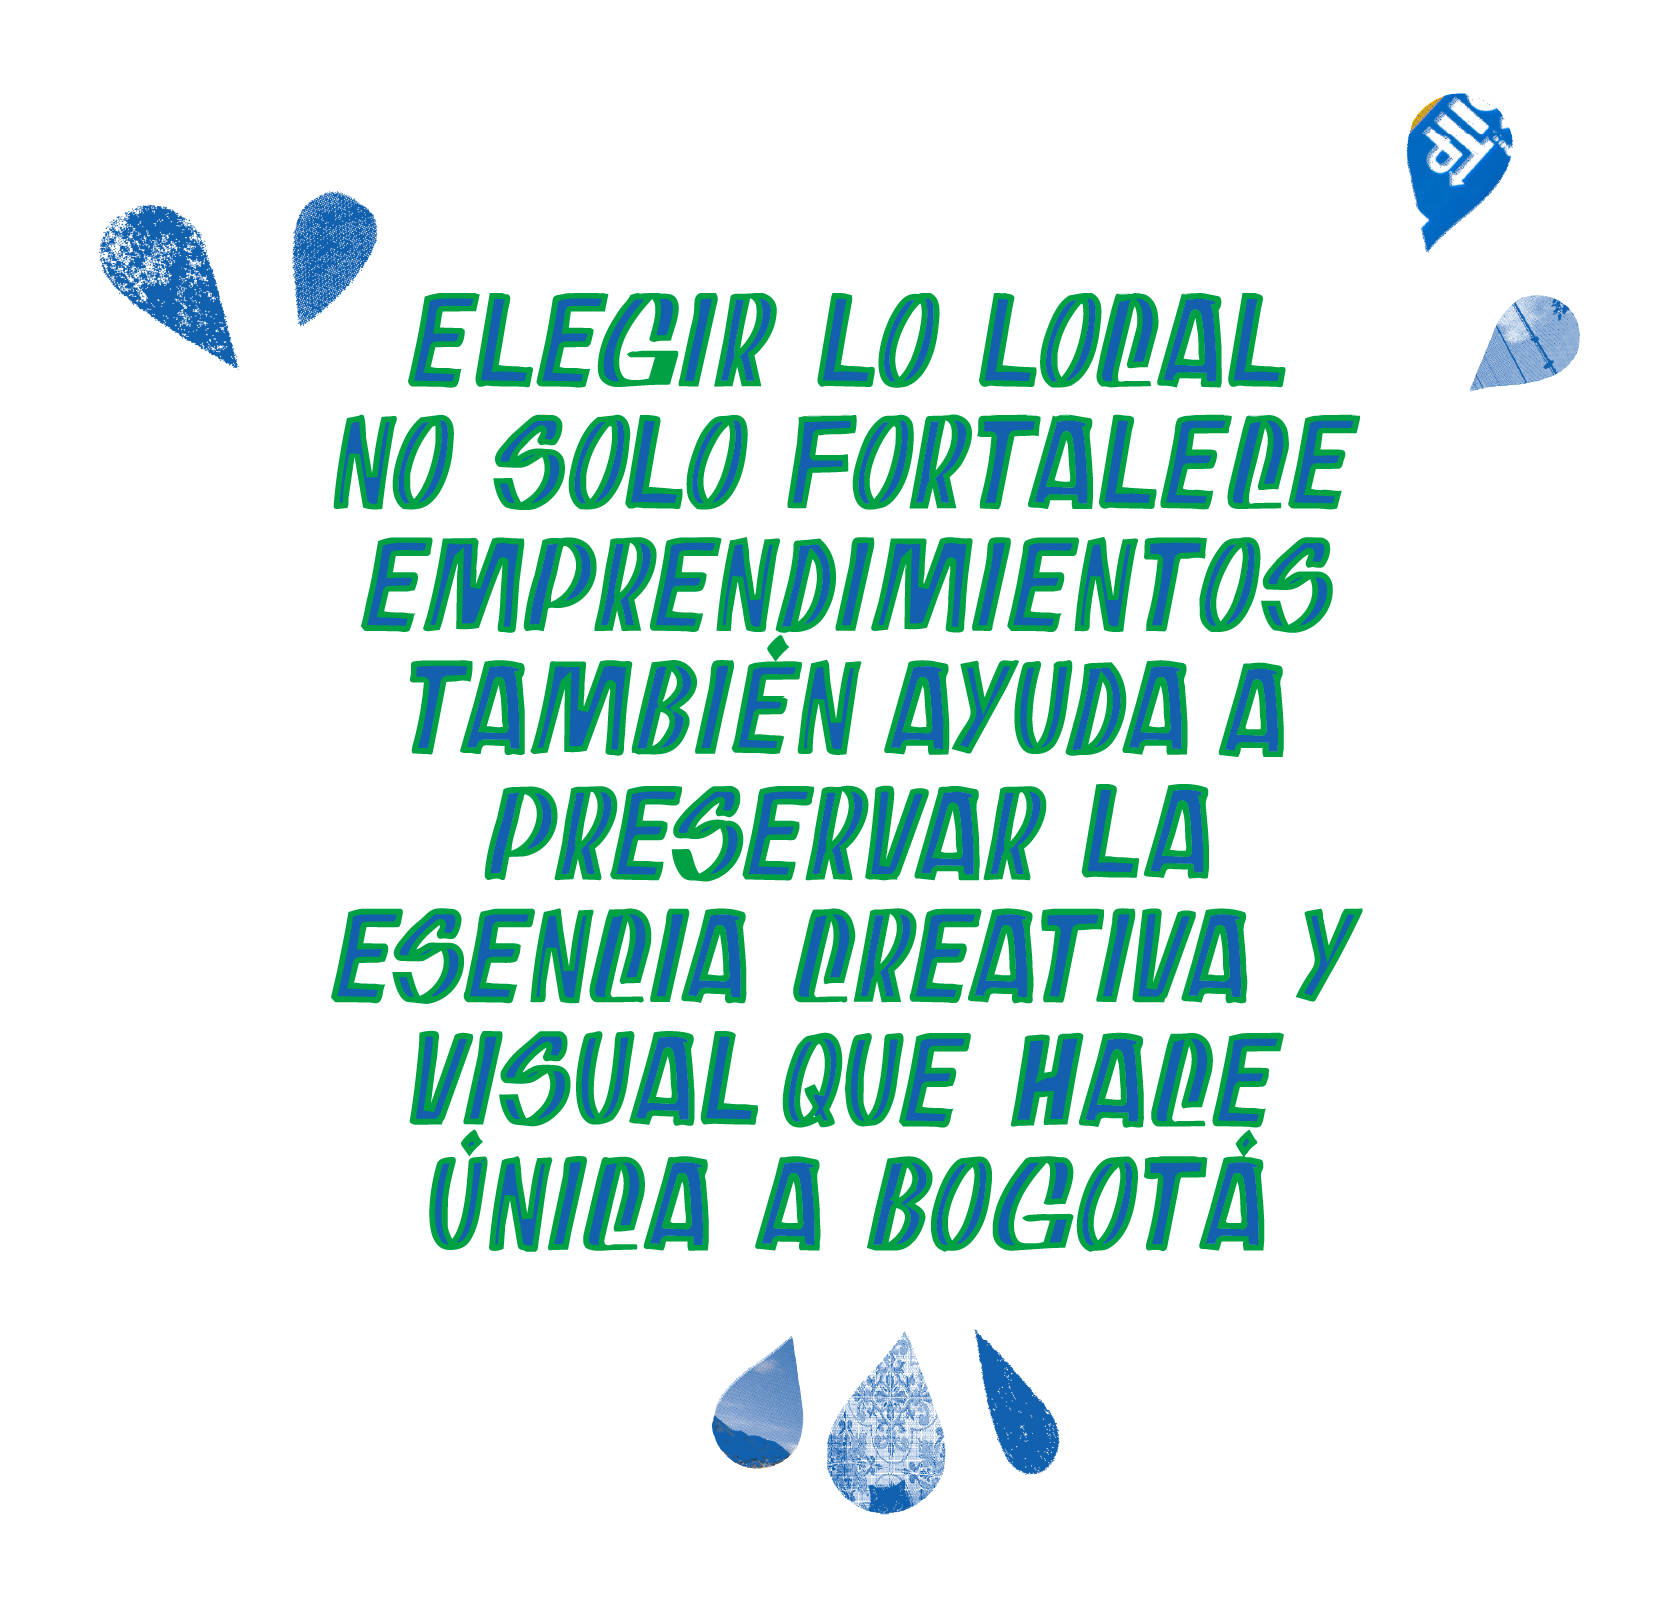 ELEGIR LO LOCAL
NO SOLO FORTALECE
EMPRENDIMIENTOS
TAMBIÉN AYUDA A
PRESERVAR LA
ESENCIA CREATIVA Y
VISUAL QUE HACE
ÚNICA A BOGOTÁ